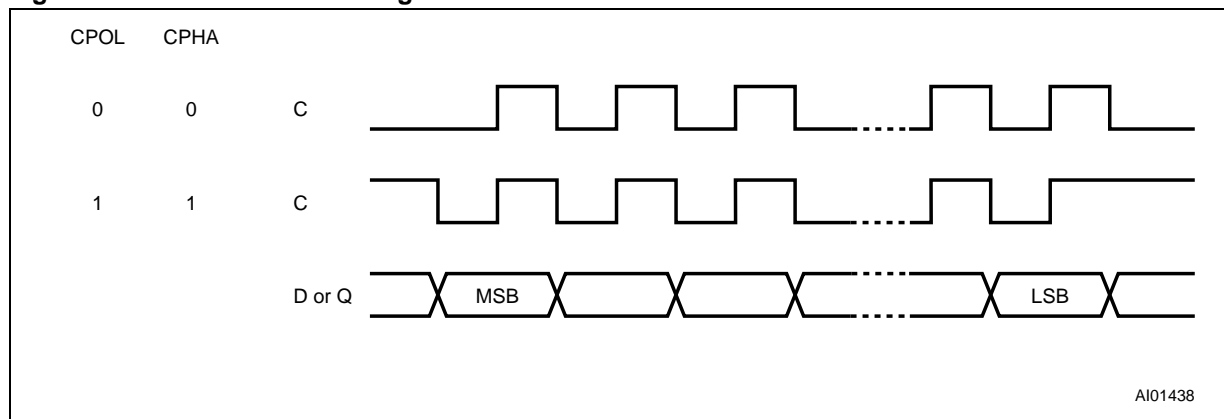 CPOL CPHA
0 0 C
1 1 C
D or Q MSB LSB
AI01438